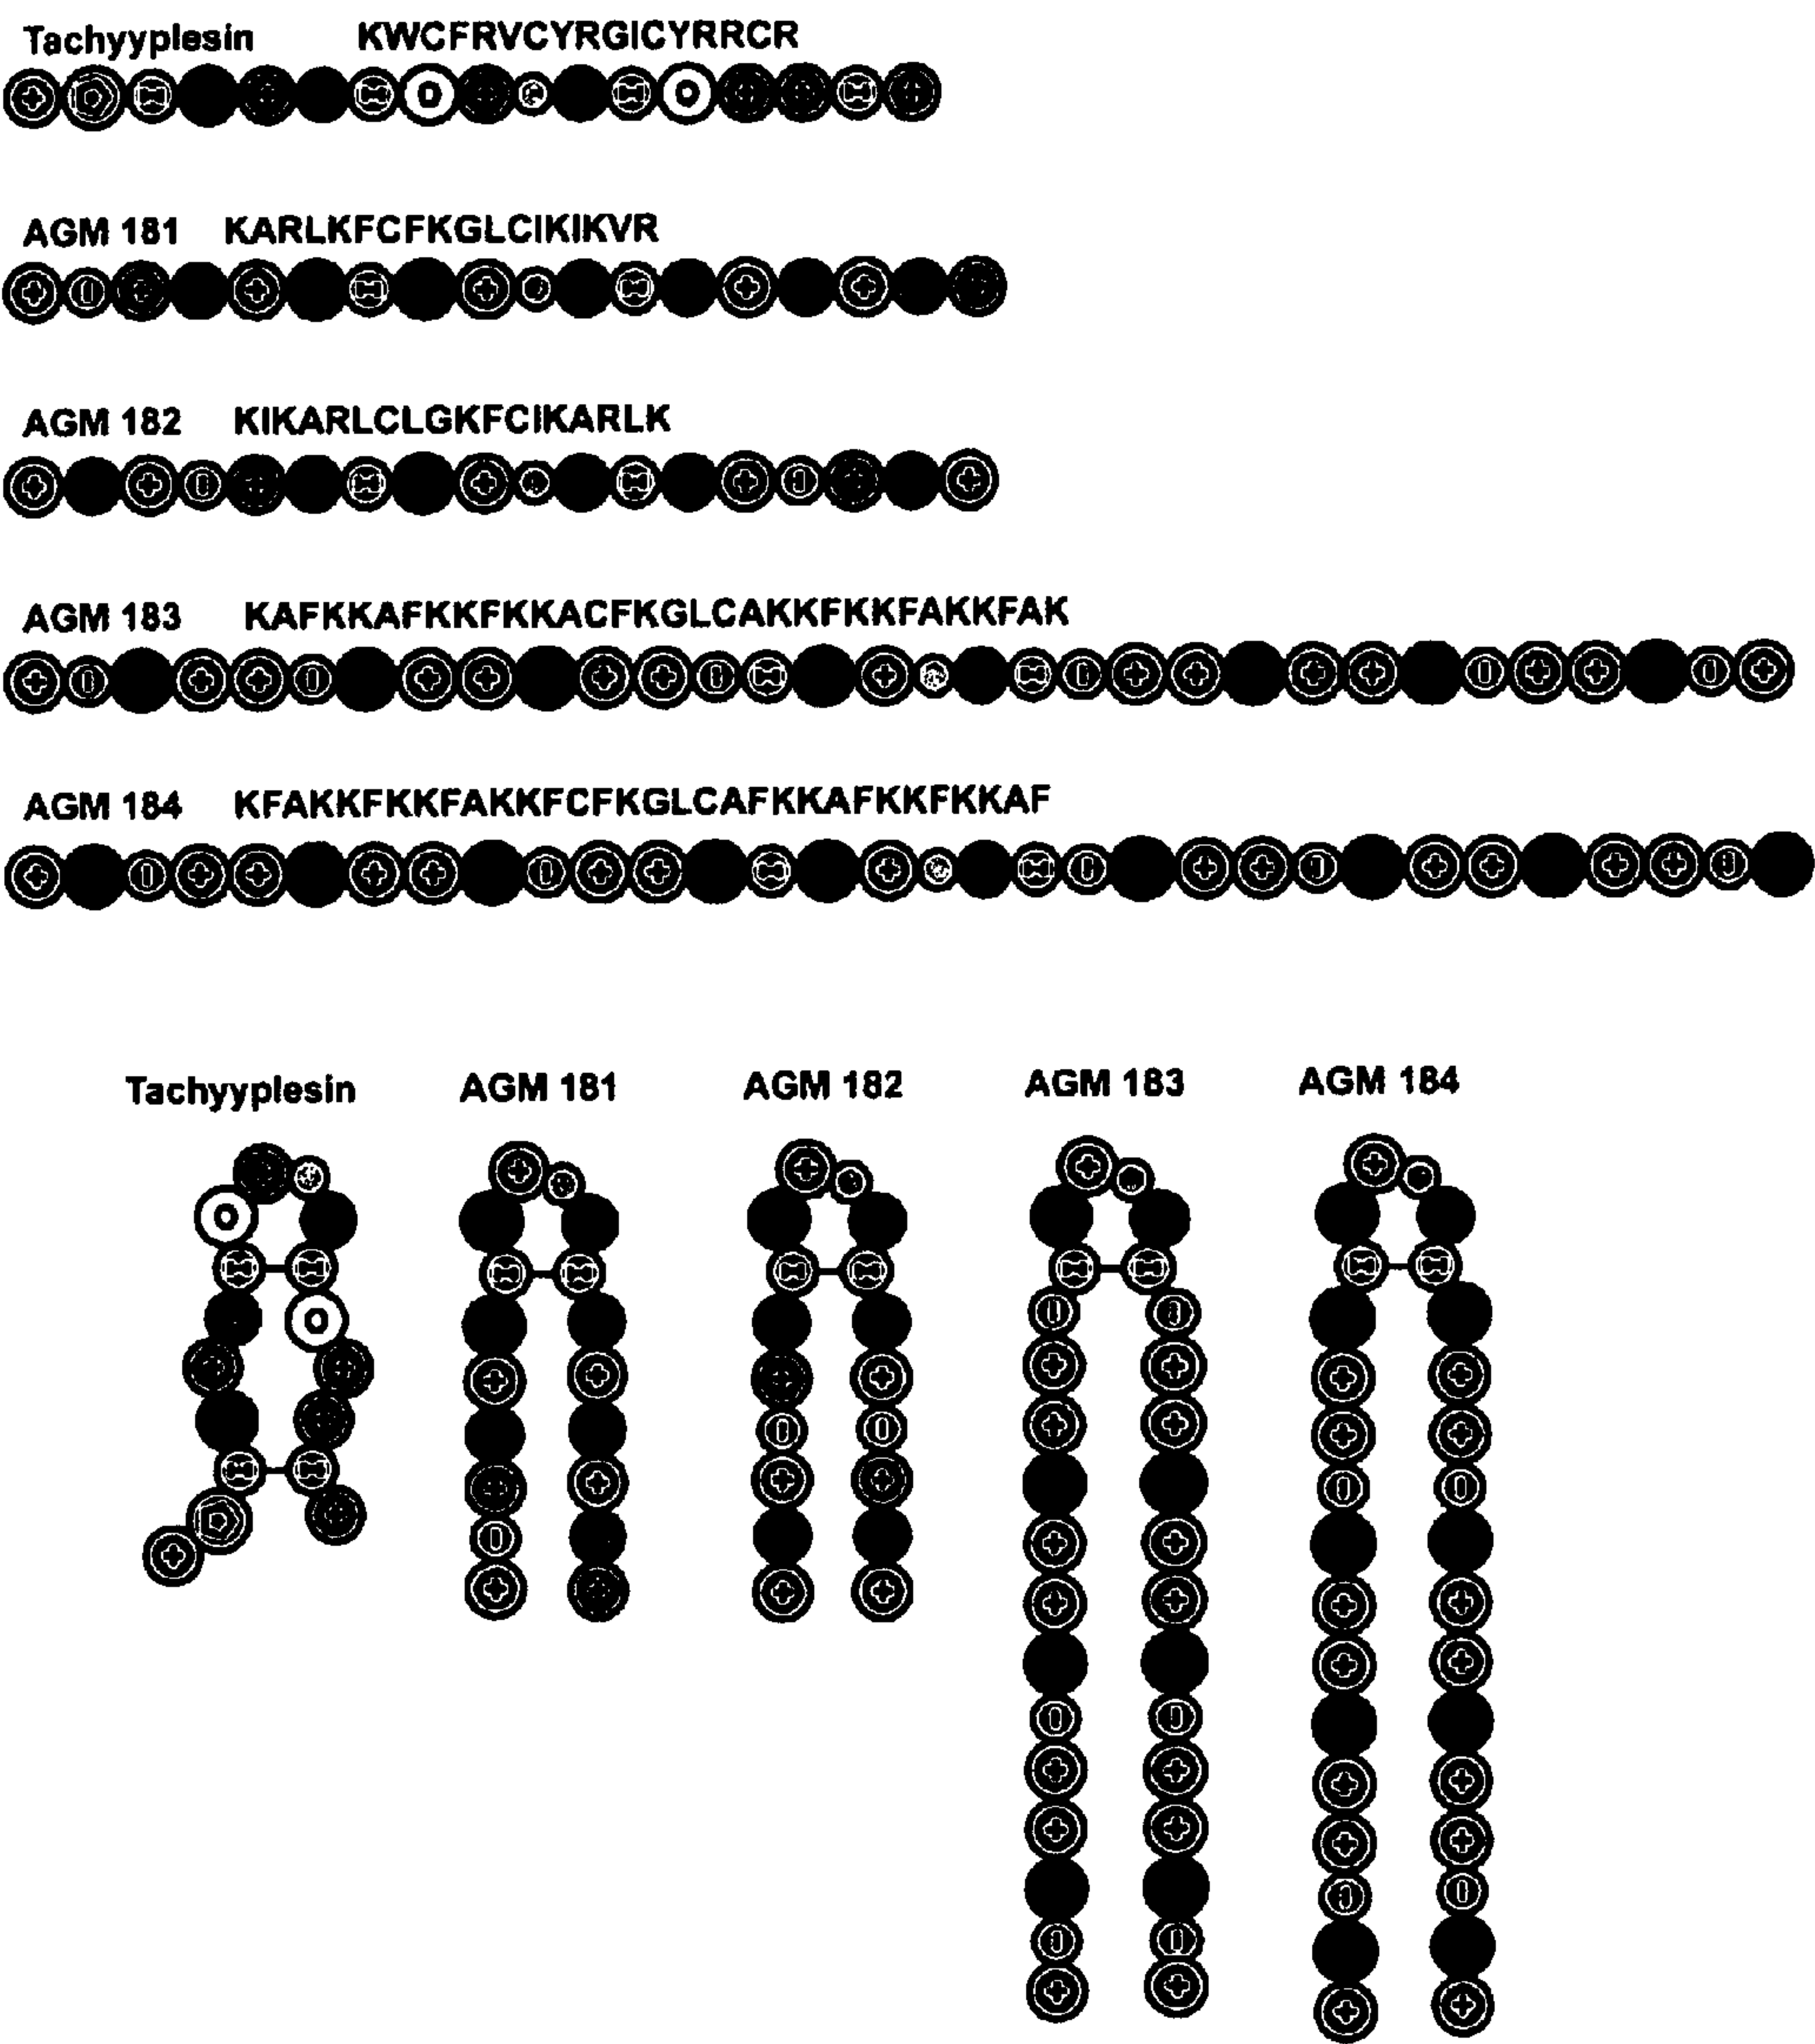 Tachyyplesin KWCFRVCYRGICYRRCR
AGM 181 KARLKFCFKGLCIKIKVR
AGM 182 KIKARLCLGKFCIKARLK
AGM 183 KAFKKAFKKFKKACFKGLCAKKFKKFAKKFAK
AGM 184 KFAKKFKKFAKKFCFKGLCAFKKAFKKFKKAF
Tachyyplesin AGM 181 AGM 182 AGM 183 AGM 184